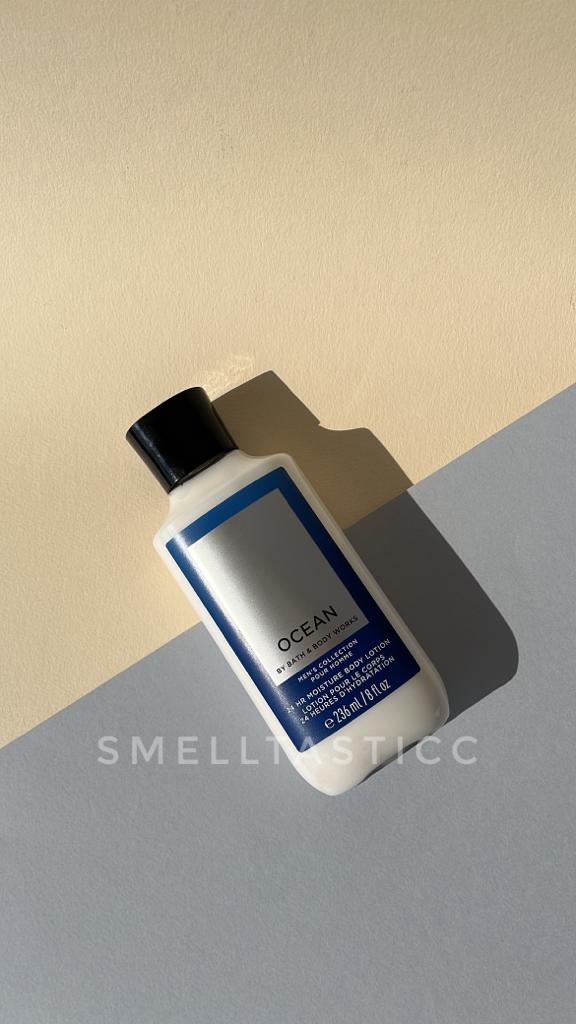 OCEAN
BY BATH & BODY WORKS
MEN'S COLLECTION
POUR HOMME
24 HR MOISTURE BODY LOTION
LOTION POUR LE CORPS
24 HEURES D'HYDRATATION
℮ 236 ml / 8 fl oz
SMELLTASTICC